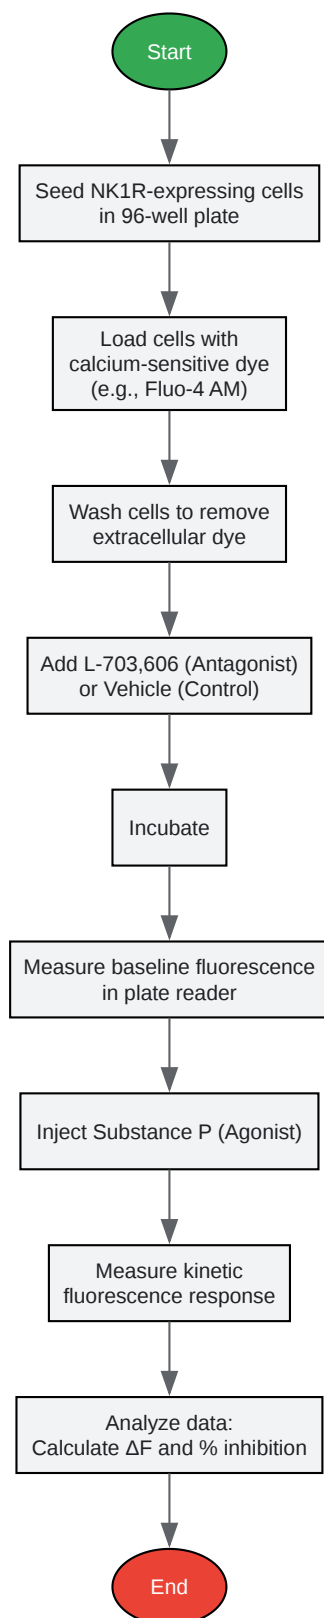 Start
Seed NK1R-expressing cells
in 96-well plate
Load cells with
calcium-sensitive dye
(e.g., Fluo-4 AM)
Wash cells to remove
extracellular dye
Add L-703,606 (Antagonist)
or Vehicle (Control)
Incubate
Measure baseline fluorescence
in plate reader
Inject Substance P (Agonist)
Measure kinetic
fluorescence response
Analyze data:
Calculate ΔF and % inhibition
End